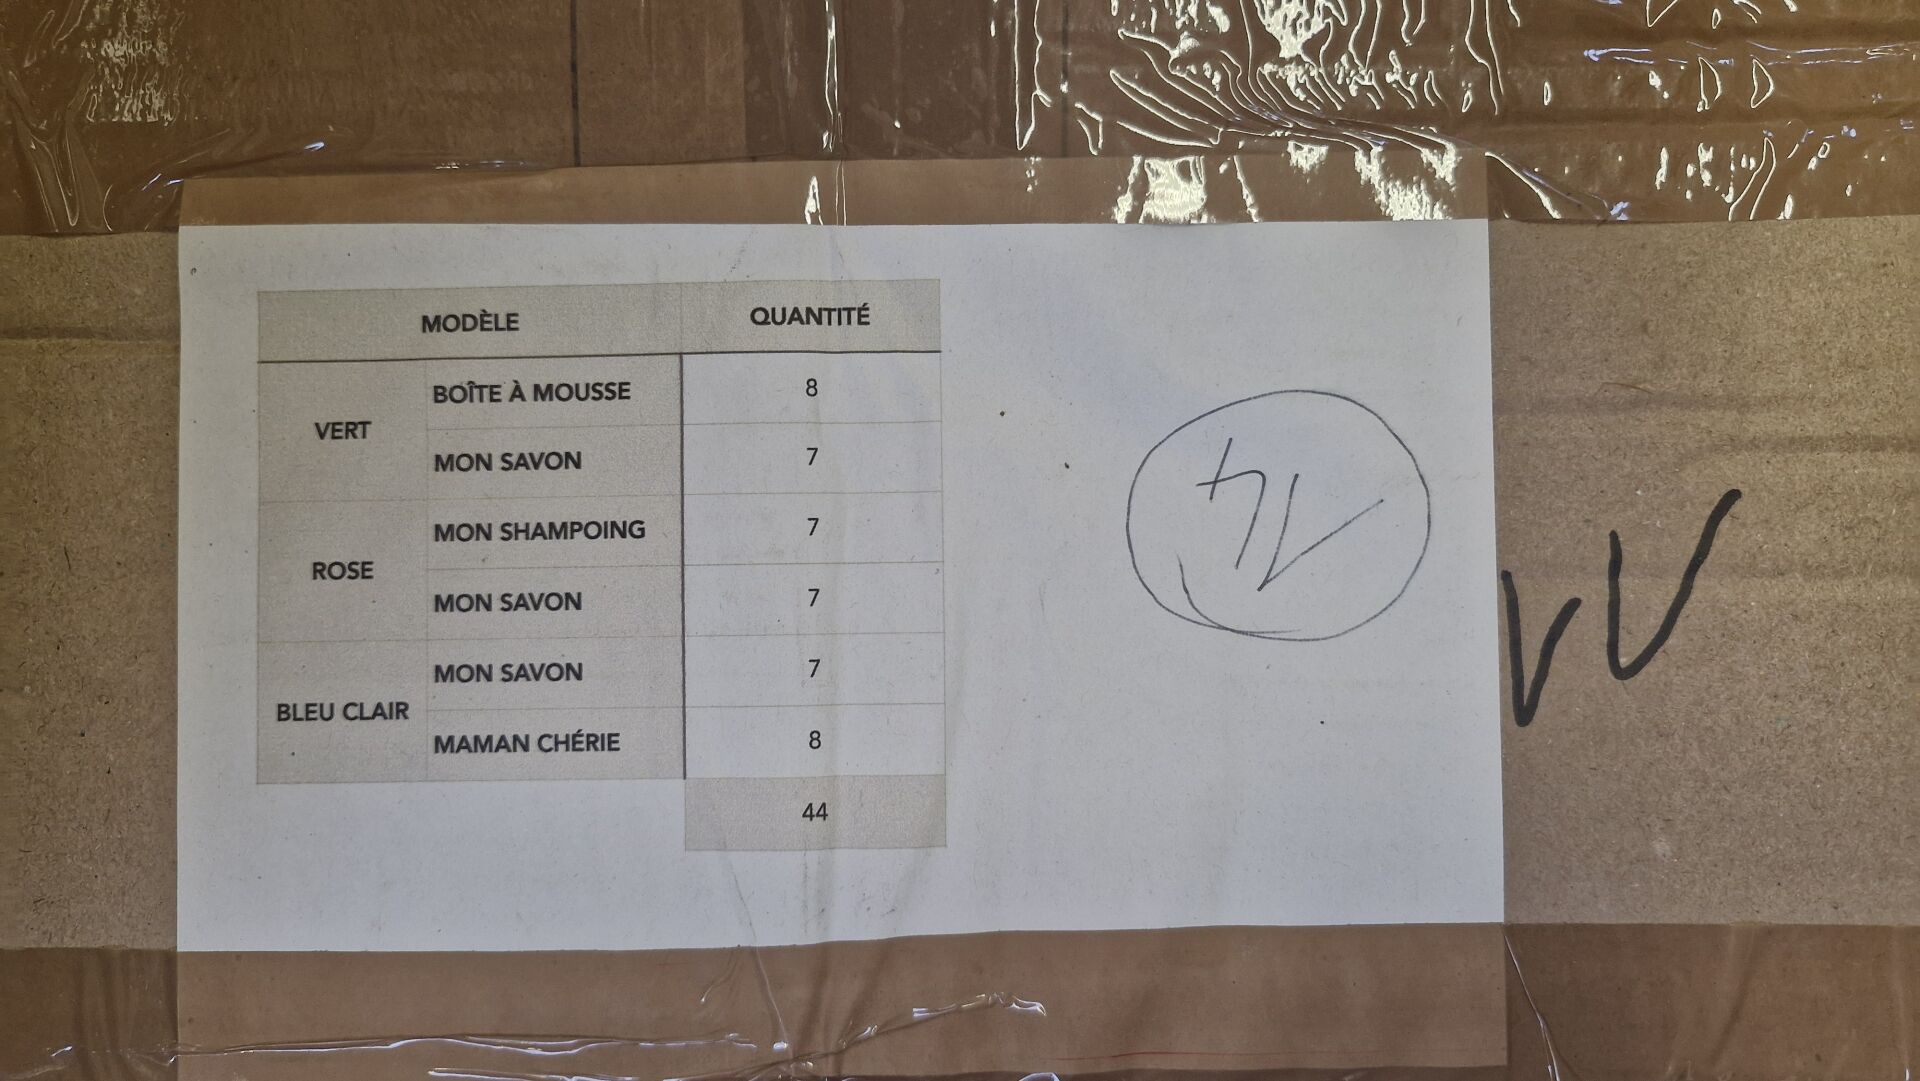 MODÈLE QUANTITÉ
VERT BOÎTE À MOUSSE 8
MON SAVON 7
ROSE MON SHAMPOING 7
MON SAVON 7
BLEU CLAIR MON SAVON 7
MAMAN CHÉRIE 8
44
14